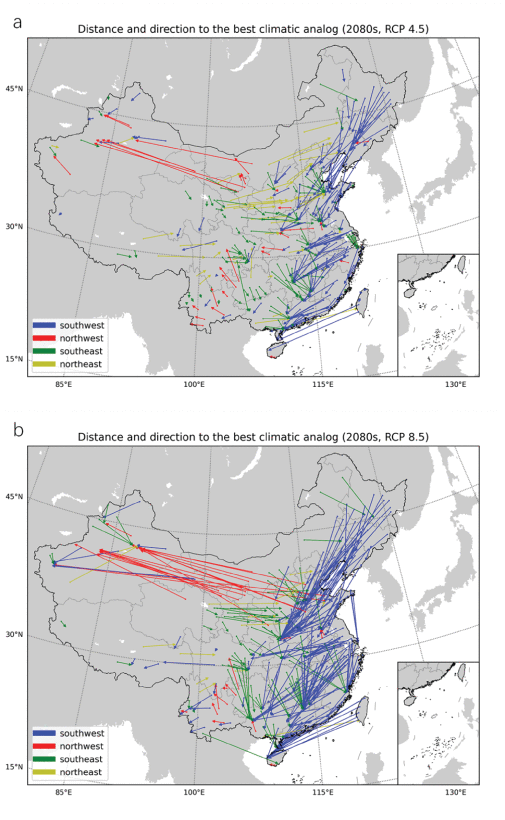 a
Distance and direction to the best climatic analog (2080s, RCP 4.5)
45°N
30°N
15°N
southwest
northwest
southeast
northeast
85°E 100°E 115°E 130°E
b
Distance and direction to the best climatic analog (2080s, RCP 8.5)
45°N
30°N
15°N
southwest
northwest
southeast
northeast
85°E 100°E 115°E 130°E